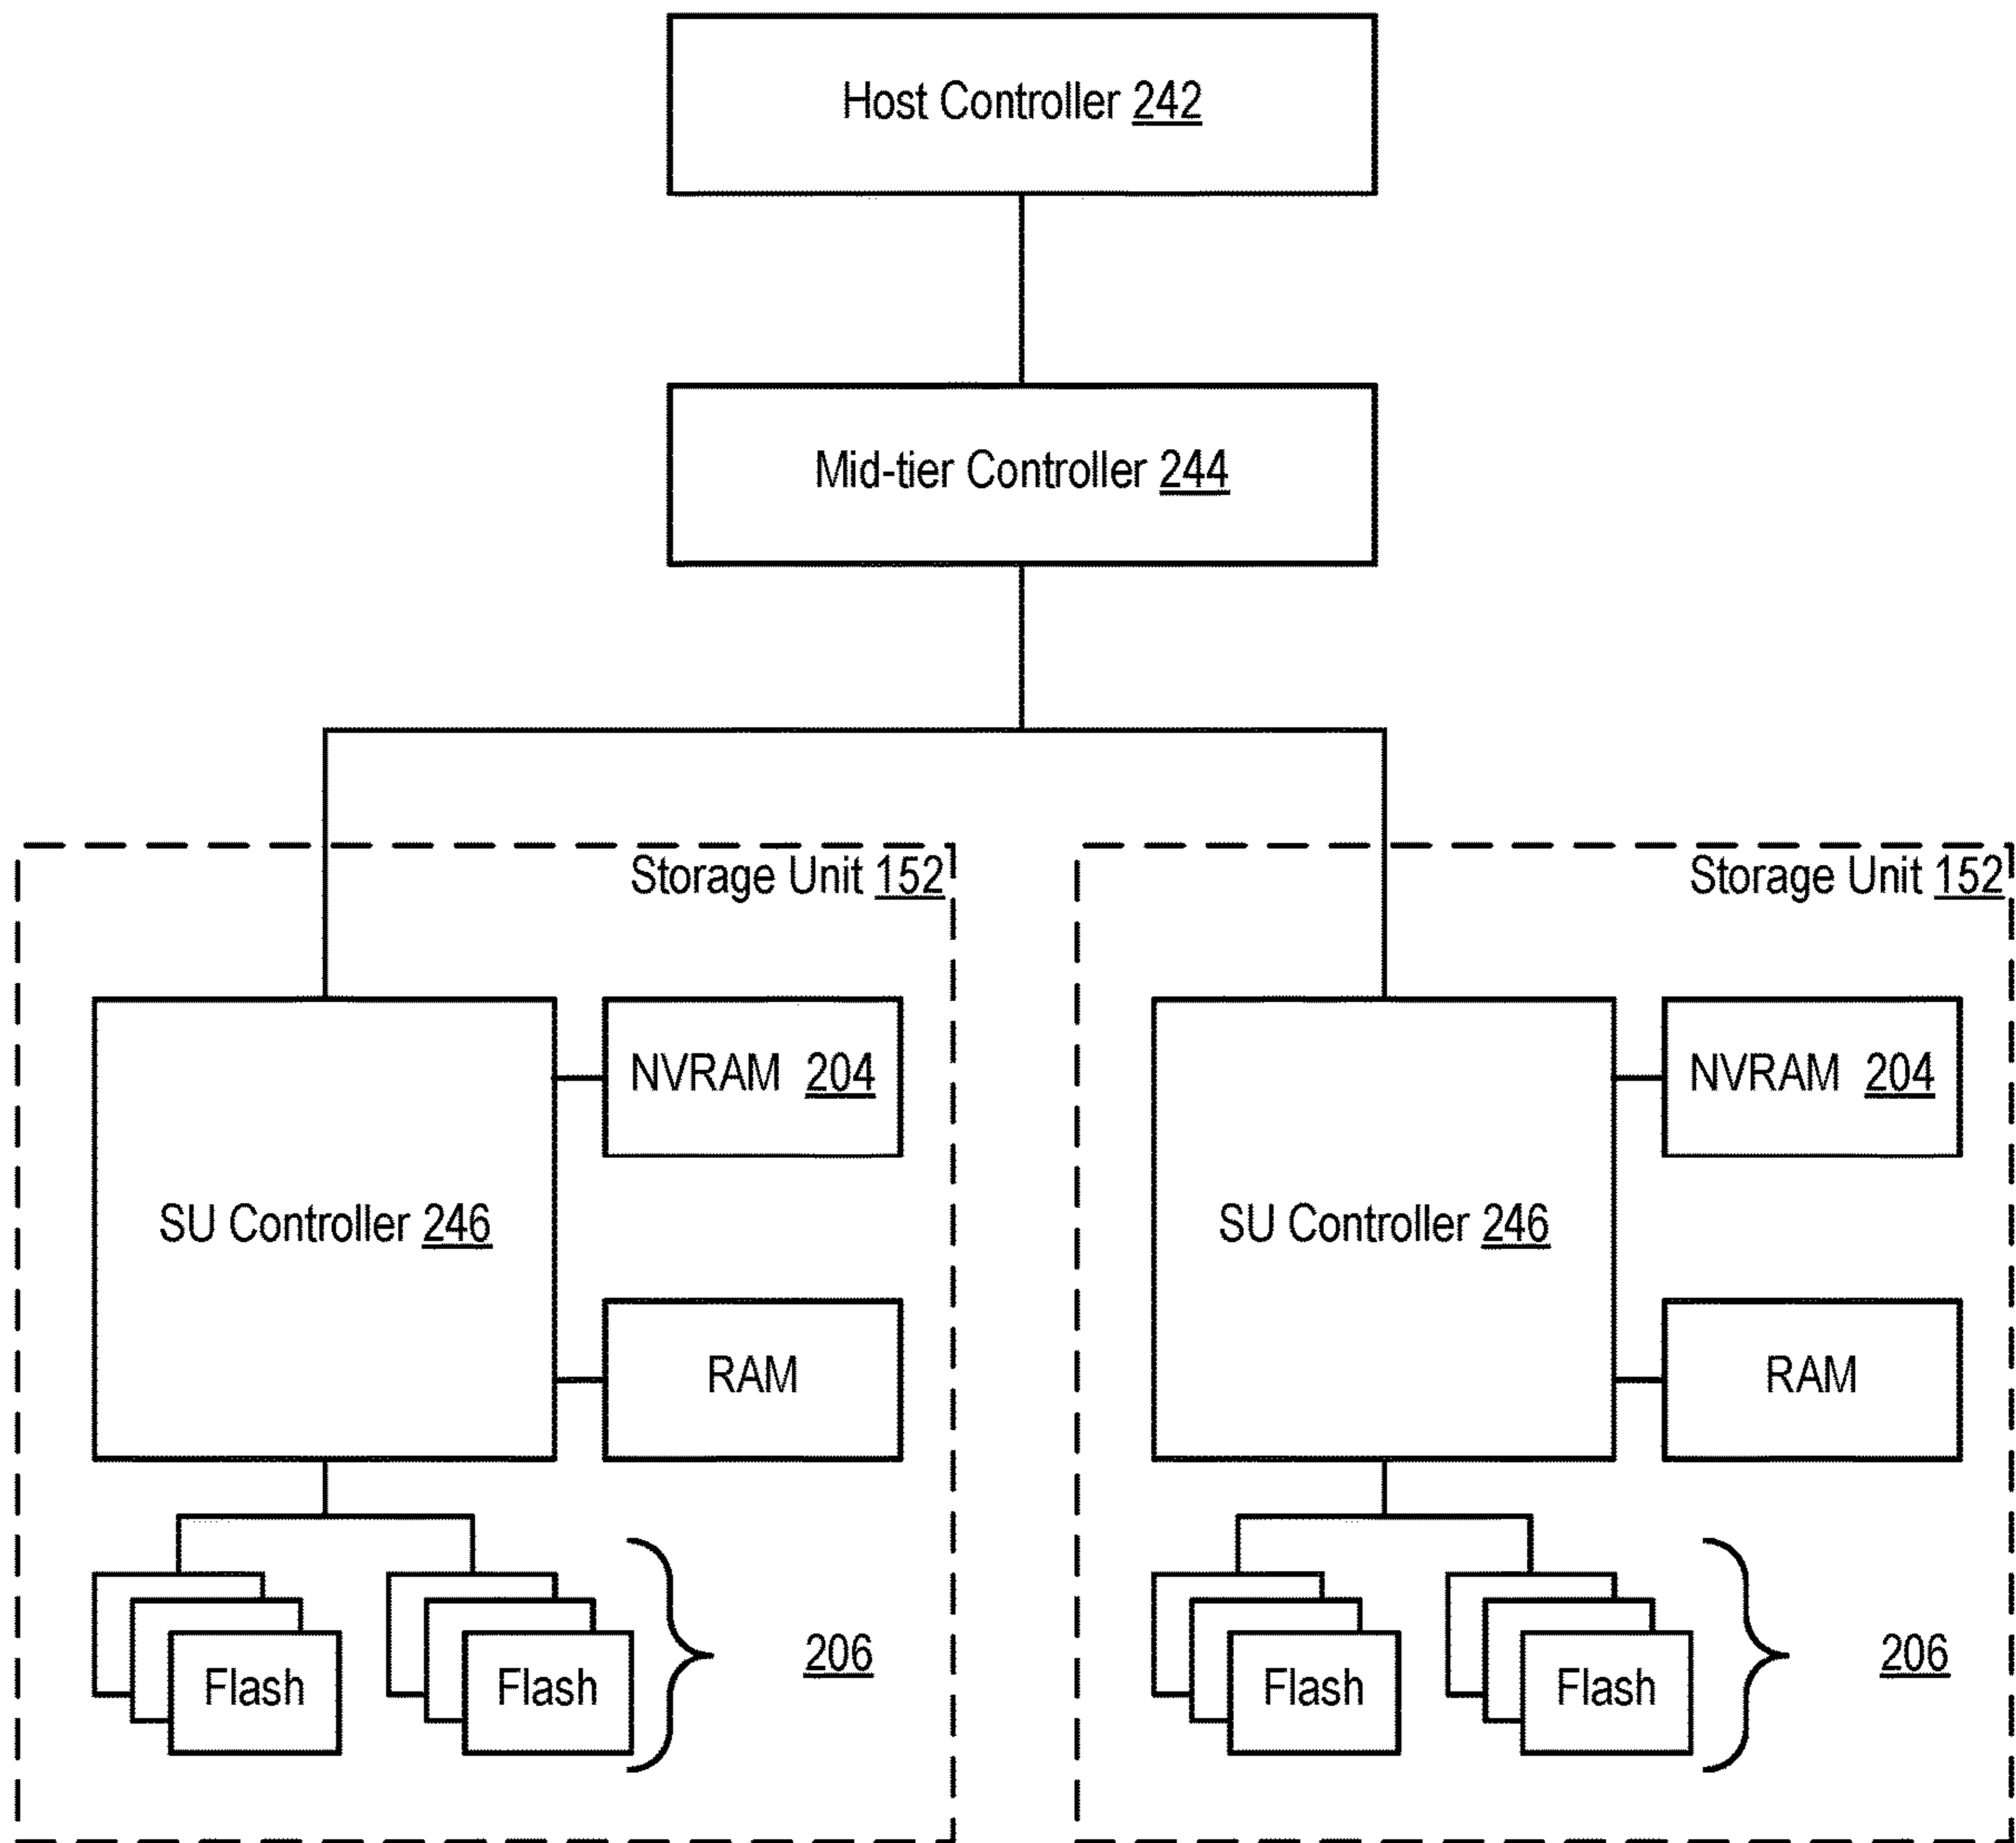 Host Controller 242
Mid-tier Controller 244
Storage Unit 152
Storage Unit 152
NVRAM 204
NVRAM 204
SU Controller 246
SU Controller 246
RAM
RAM
Flash
Flash
206
Flash
Flash
206